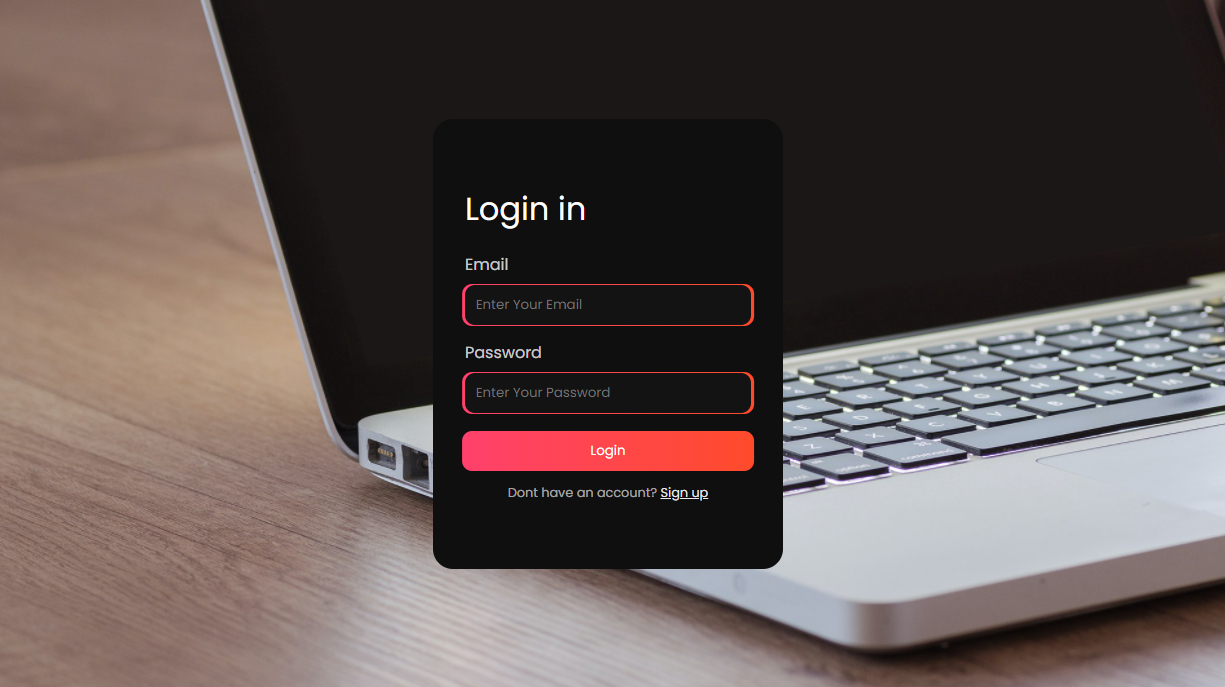 Login in
Email
Enter Your Email
Password
Enter Your Password
Login
Dont have an account? Sign up